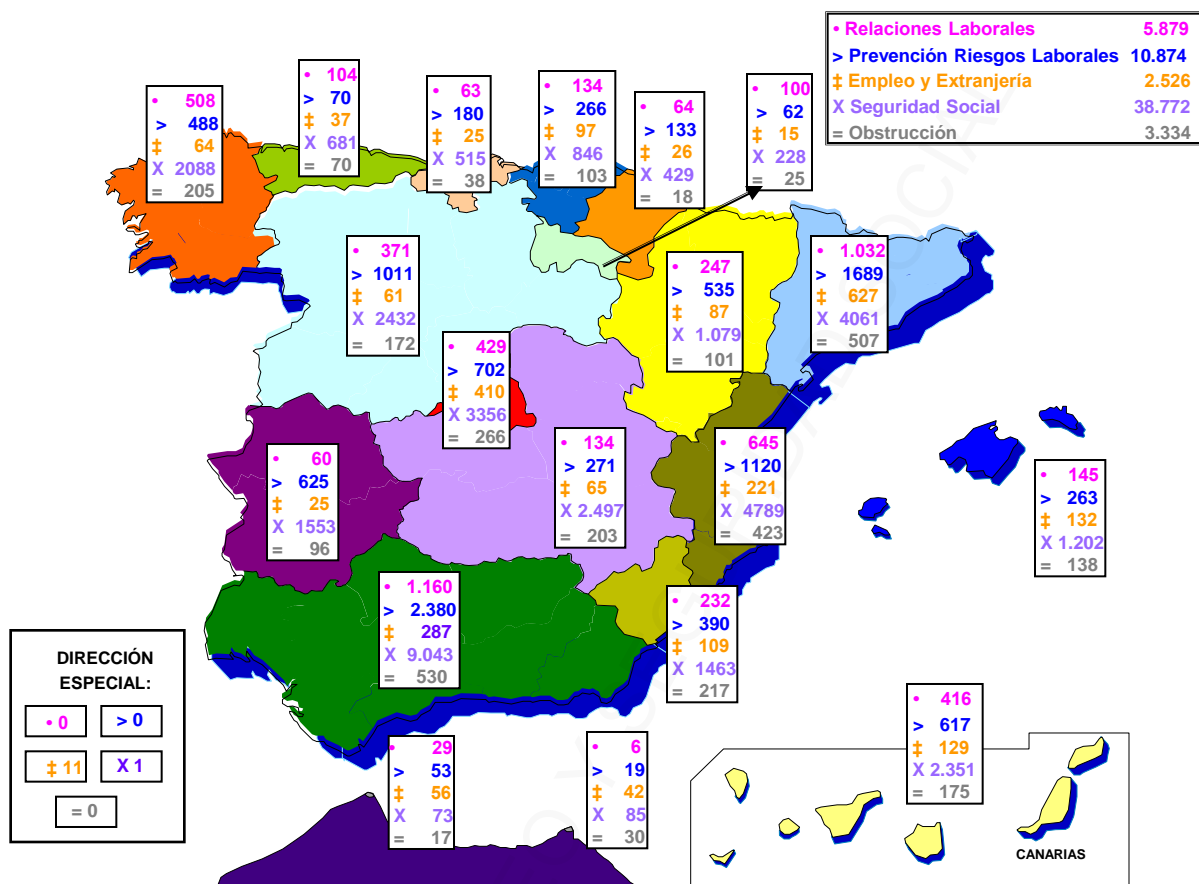 • Relaciones Laborales 5.879
> Prevención Riesgos Laborales 10.874
‡ Empleo y Extranjería 2.526
X Seguridad Social 38.772
= Obstrucción 3.334
• 508
> 488
‡ 64
X 2088
= 205
• 104
> 70
‡ 37
X 681
= 70
• 63
> 180
‡ 25
X 515
= 38
• 134
> 266
‡ 97
X 846
= 103
• 64
> 133
‡ 26
X 429
= 18
• 100
> 62
‡ 15
X 228
= 25
• 371
> 1011
‡ 61
X 2432
= 172
• 247
> 535
‡ 87
X 1.079
= 101
• 1.032
> 1689
‡ 627
X 4061
= 507
• 429
> 702
‡ 410
X 3356
= 266
• 60
> 625
‡ 25
X 1553
= 96
• 134
> 271
‡ 65
X 2.497
= 203
• 645
> 1120
‡ 221
X 4789
= 423
• 145
> 263
‡ 132
X 1.202
= 138
• 1.160
> 2.380
‡ 287
X 9.043
= 530
• 232
> 390
‡ 109
X 1463
= 217
DIRECCIÓN
ESPECIAL:
• 0 > 0
‡ 11 X 1
= 0
• 29
> 53
‡ 56
X 73
= 17
• 6
> 19
‡ 42
X 85
= 30
• 416
> 617
‡ 129
X 2.351
= 175
CANARIAS